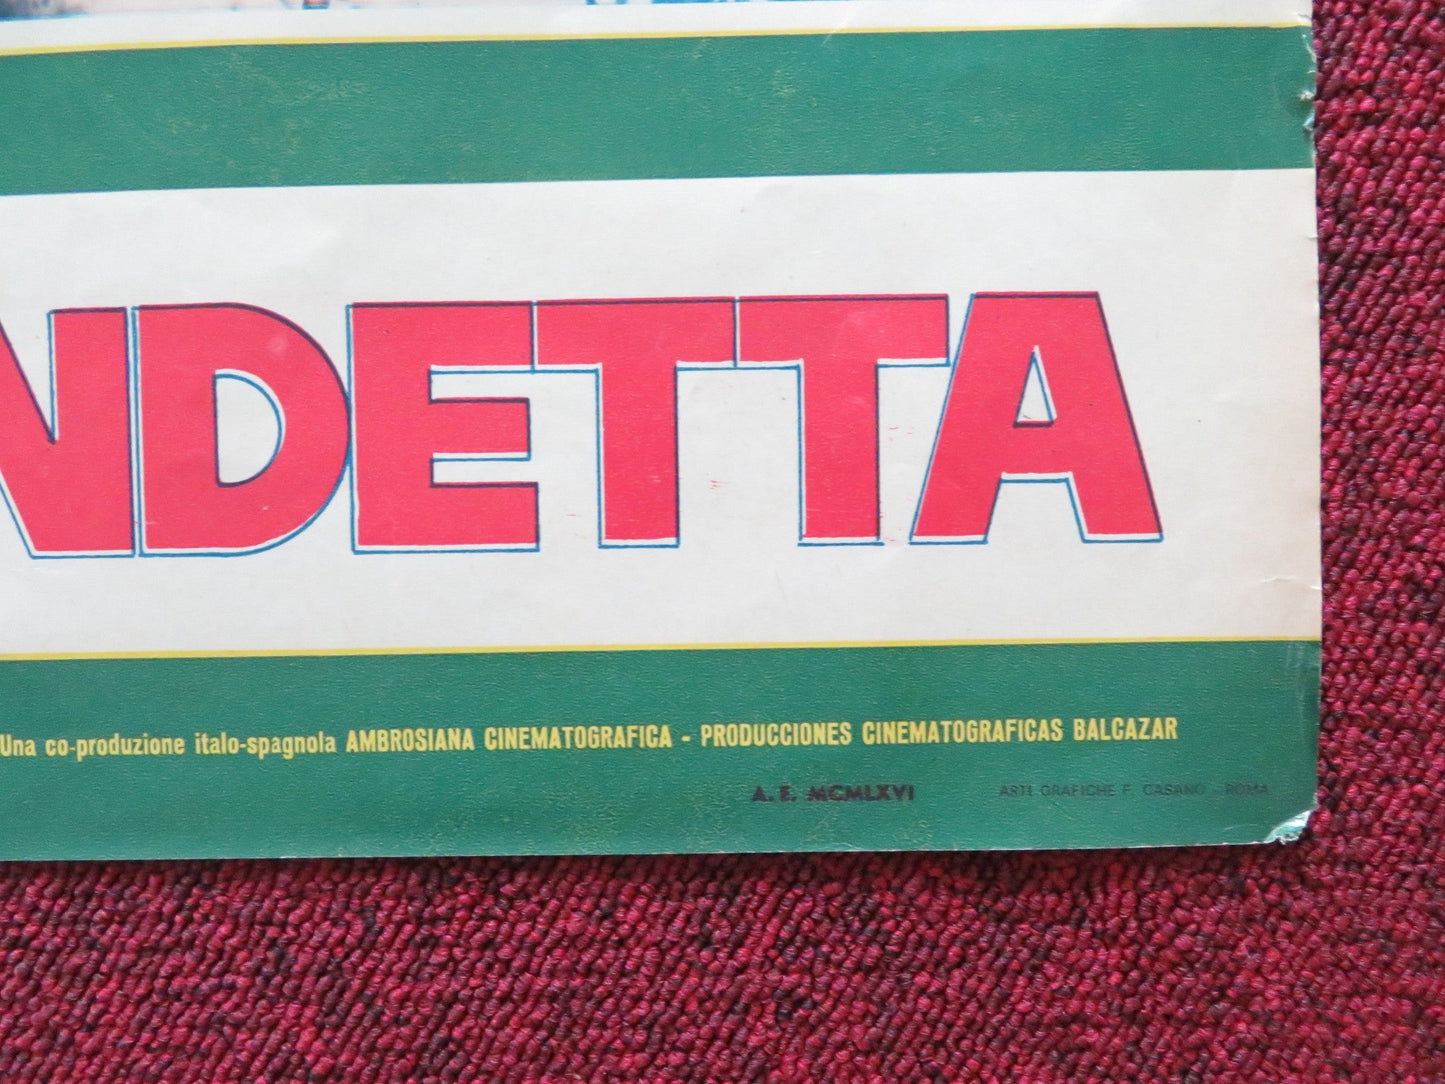 NDETTA
Una co-produzione italo-spagnola AMBROSIANA CINEMATOGRAFICA - PRODUCCIONES CINEMATOGRAFICAS BALCAZAR
A. E. MCMLXVI
ARTI GRAFICHE F. CASANO - ROMA